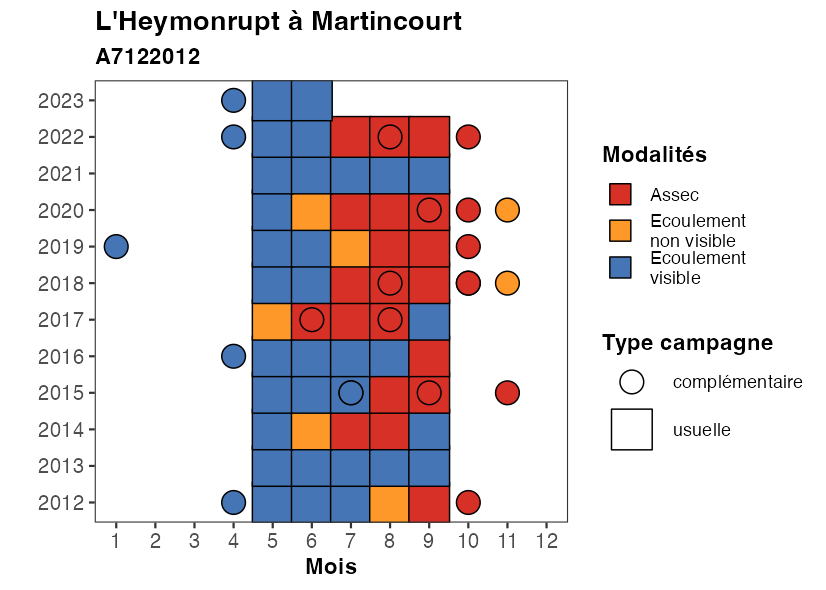 L'Heymonrupt à Martincourt
A7122012
2023
2022
2021
2020
2019
2018
2017
2016
2015
2014
2013
2012
1 2 3 4 5 6 7 8 9 10 11 12
Mois
Modalités
Assec
Ecoulement
non visible
Ecoulement
visible
Type campagne
complémentaire
usuelle